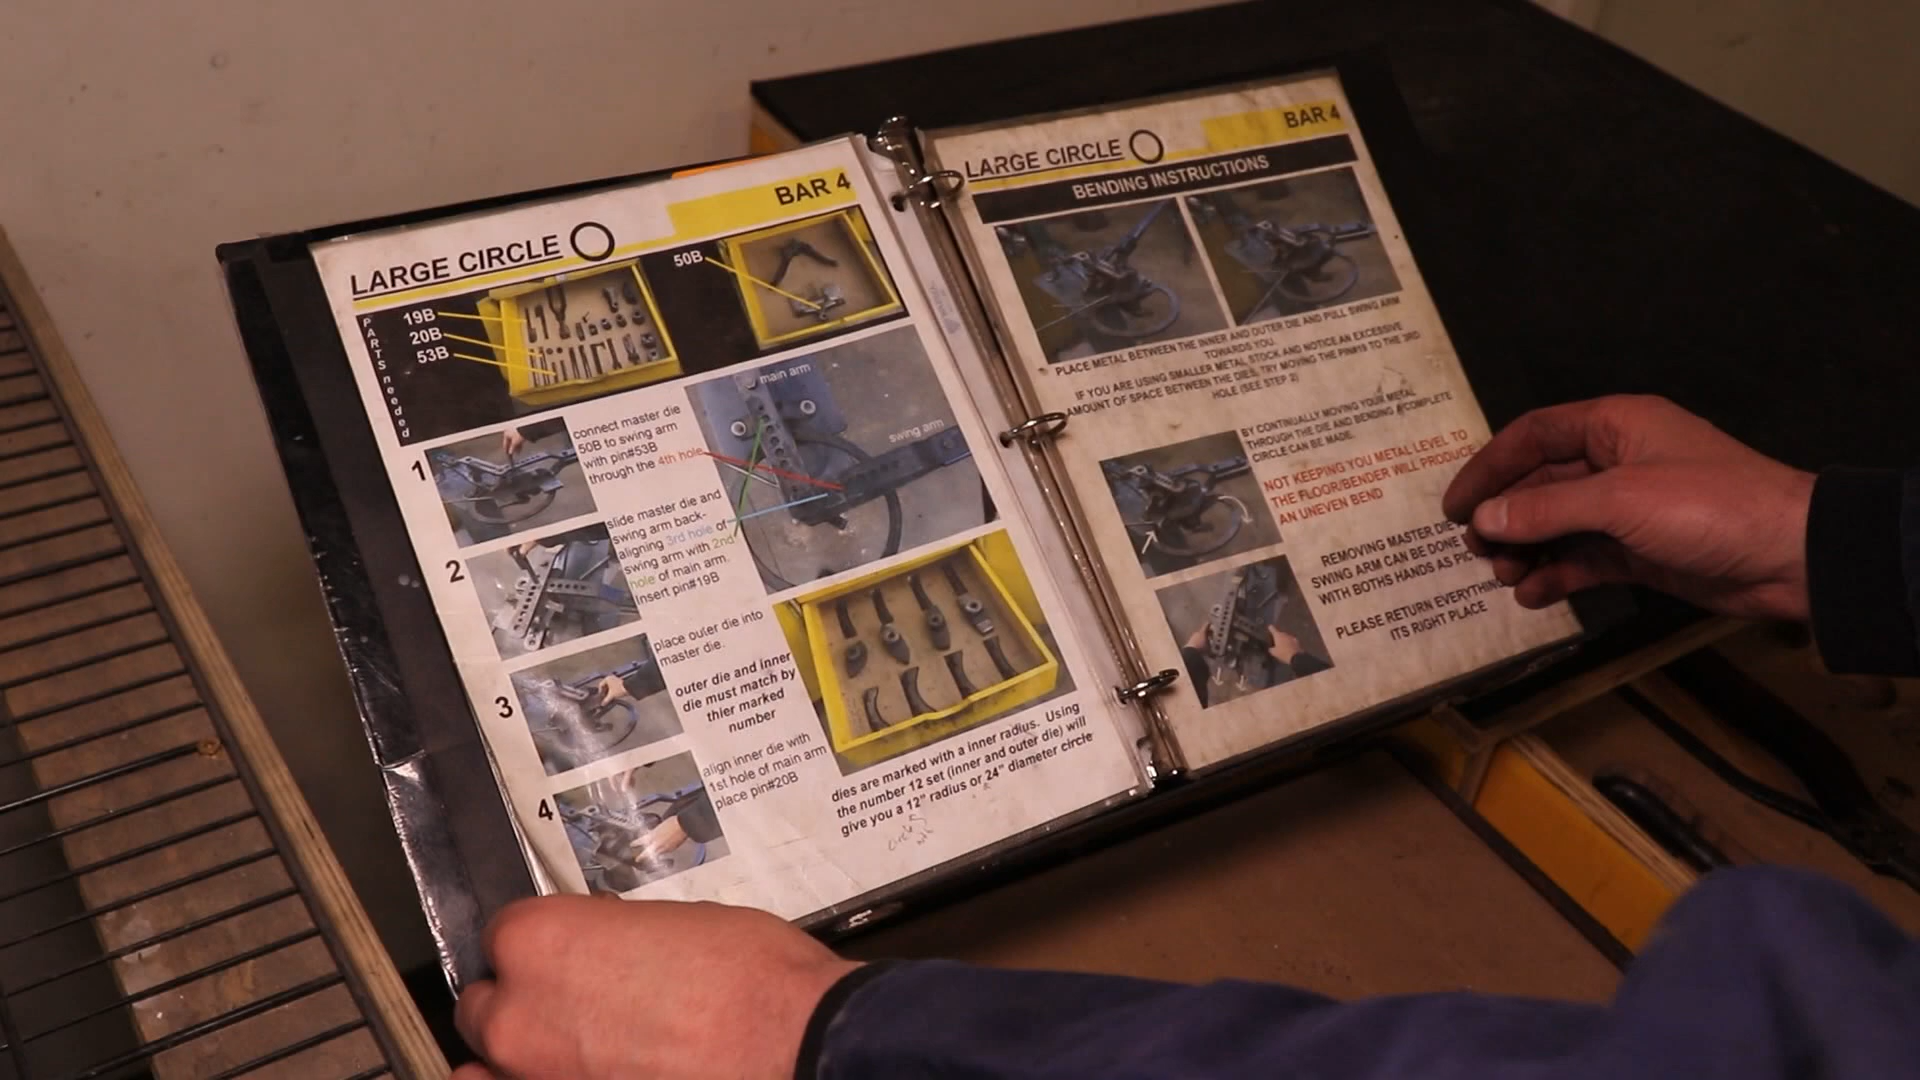 LARGE CIRCLE
BAR 4
PARTS needed
19B
20B
53B
50B
1
connect master die
50B to swing arm
with pin#53B
through the 4th hole
main arm
swing arm
2
slide master die and
swing arm back-
aligning 3rd hole of
swing arm with 2nd
hole of main arm.
Insert pin#19B
3
place outer die into
master die.
outer die and inner
die must match by
thier marked
number
4
align inner die with
1st hole of main arm
place pin#20B
dies are marked with a inner radius. Using
the number 12 set (inner and outer die) will
give you a 12" radius or 24" diameter circle
LARGE CIRCLE
BAR 4
BENDING INSTRUCTIONS
PLACE METAL BETWEEN THE INNER AND OUTER DIE AND PULL SWING ARM
TOWARDS YOU.
IF YOU ARE USING SMALLER METAL STOCK AND NOTICE AN EXCESSIVE
AMOUNT OF SPACE BETWEEN THE DIES, TRY MOVING THE PIN#19 TO THE 3RD
HOLE (SEE STEP 2)
BY CONTINUALLY MOVING YOUR METAL
THROUGH THE DIE AND BENDING A COMPLETE
CIRCLE CAN BE MADE.
NOT KEEPING YOU METAL LEVEL TO
THE FLOOR/BENDER WILL PRODUCE
AN UNEVEN BEND
REMOVING MASTER DIE
SWING ARM CAN BE DONE
WITH BOTHS HANDS AS
PLEASE RETURN EVERYTHING
ITS RIGHT PLACE